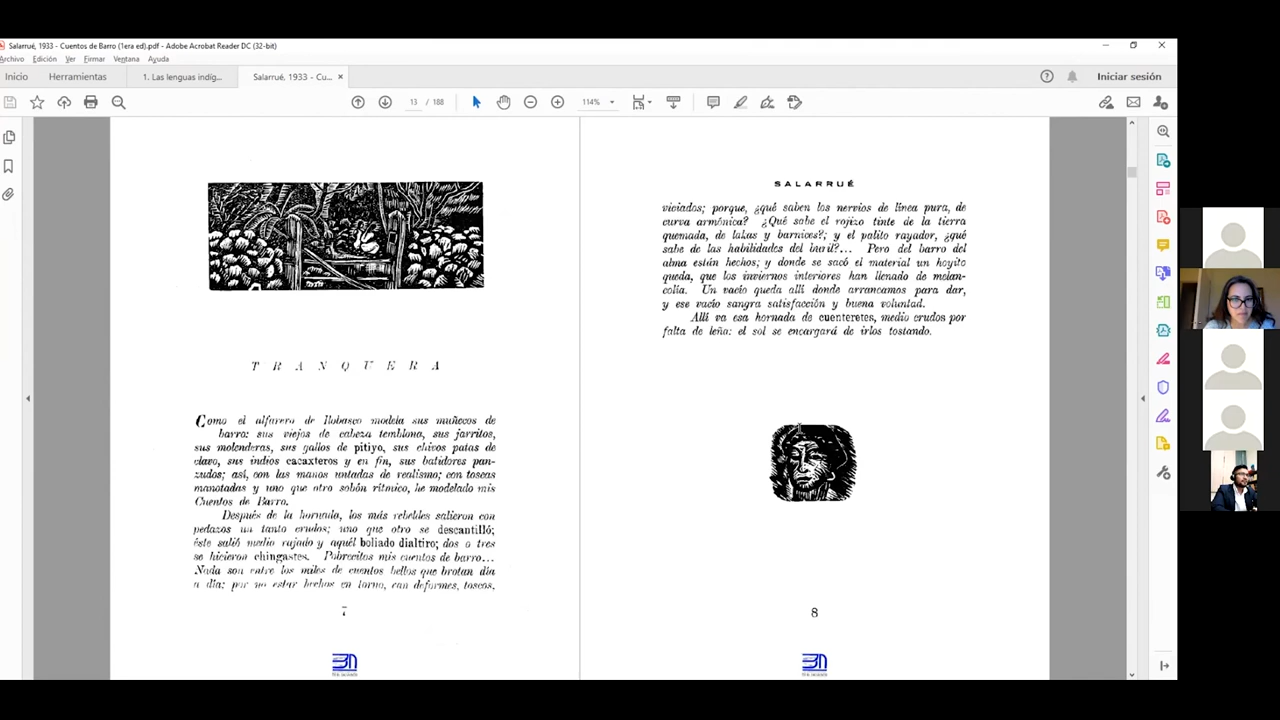 Salarrué, 1933 - Cuentos de Barro (1era ed).pdf - Adobe Acrobat Reader DC (32-bit)
Archivo Edición Ver Firmar Ventana Ayuda
Inicio Herramientas 1. Las lenguas indíg... Salarrué, 1933 - Cu... × Iniciar sesión
13 / 188 114%
T R A N Q U E R A
Como el alfarero de Ilobasco modela sus muñecos de
barro: sus viejos de cabeza temblona, sus jarritos,
sus molenderas, sus gallos de pitiyo, sus chivos patas de
clavo, sus indios cacaxteros y en fin, sus batidores pan-
zudos; así, con las manos untadas de realismo; con toscas
manotadas y uno que otro sobón rítmico, he modelado mis
Cuentos de Barro.
Después de la hornada, los más rebeldes salieron con
pedazos un tanto crudos; uno que otro se descantilló;
éste salió medio rajado y aquél boliado dialtiro; dos o tres
se hicieron chingastes. Pobrecitos mis cuentos de barro...
Nada son entre los miles de cuentos bellos que brotan día
a día; por no estar hechos en torno, van deformes, toscos,
7
SALARRUÉ
viciados; porque, ¿qué saben los nervios de línea pura, de
curva armónica? ¿Qué sabe el rojizo tinte de la tierra
quemada, de lakas y barnices?; y el palito rayador, ¿qué
sabe de las habilidades del buril?... Pero del barro del
alma están hechos; y donde se sacó el material un hoyito
queda, que los inviernos interiores han llenado de melan-
colía. Un vacío queda allí donde arrancamos para dar,
y ese vacío sangra satisfacción y buena voluntad.
Allí va esa hornada de cuenteretes, medio crudos por
falta de leña: el sol se encargará de irlos tostando.
8